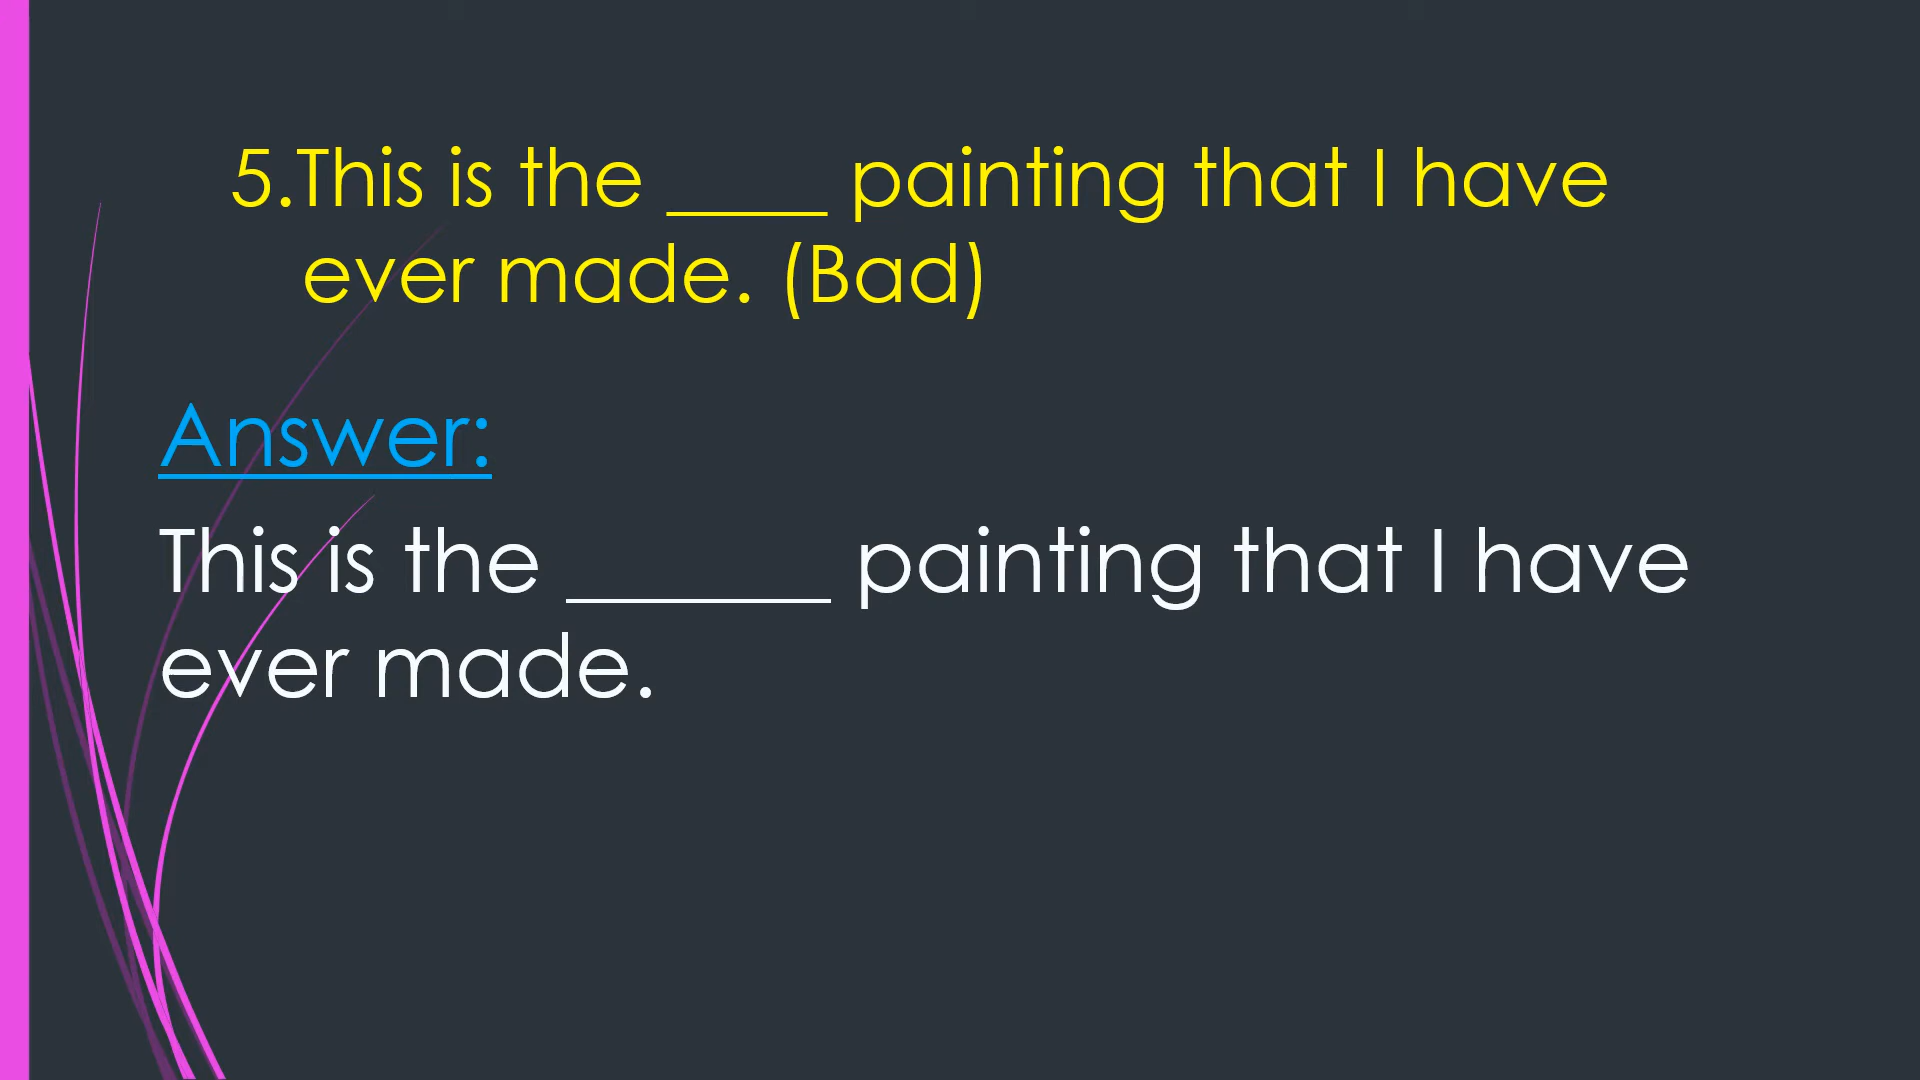 5.This is the ____ painting that I have
ever made. (Bad)
Answer:
This is the ______ painting that I have
ever made.